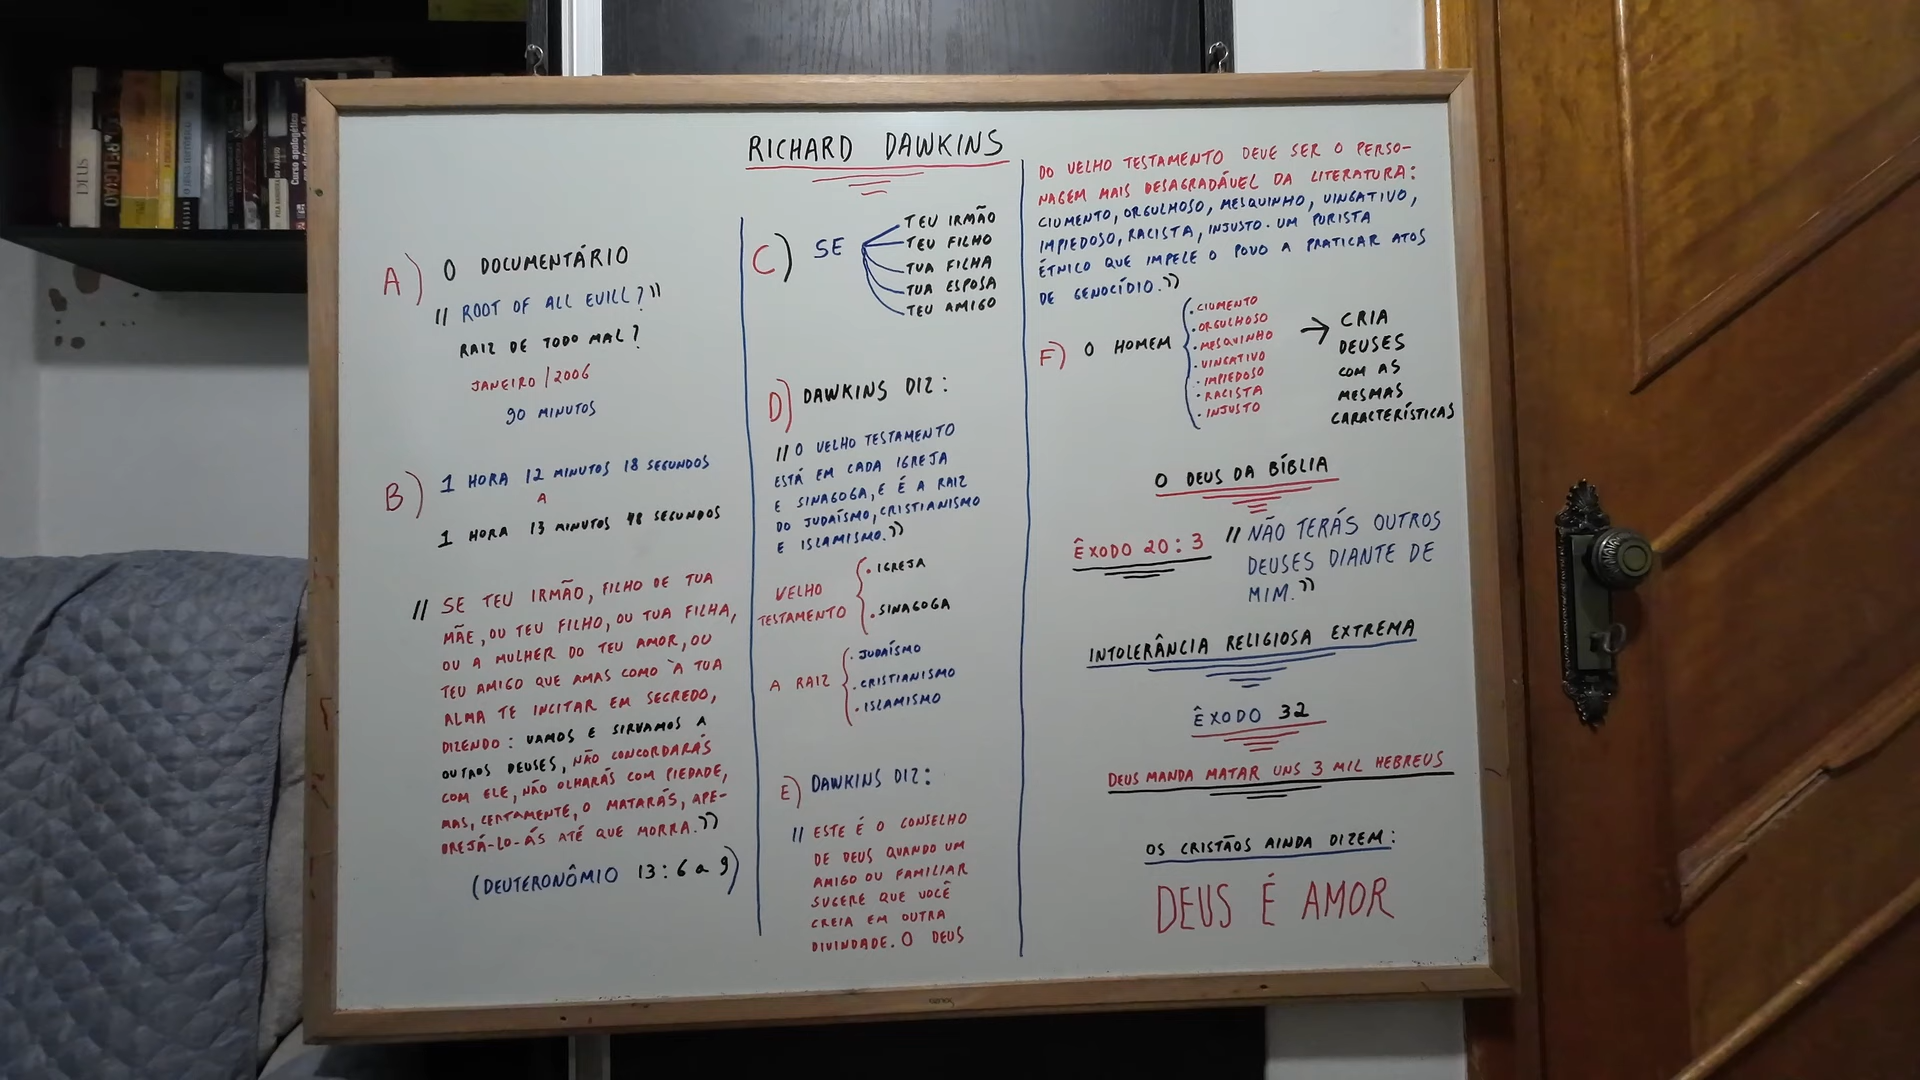 RICHARD DAWKINS
A) O DOCUMENTÁRIO
"ROOT OF ALL EVILL?"
RAIZ DE TODO MAL?
JANEIRO/2006
90 MINUTOS
B) 1 HORA 12 MINUTOS 18 SEGUNDOS
A
1 HORA 13 MINUTOS 48 SEGUNDOS
"SE TEU IRMÃO, FILHO DE TUA
MÃE, OU TEU FILHO, OU TUA FILHA,
OU A MULHER DO TEU AMOR, OU
TEU AMIGO QUE AMAS COMO À TUA
ALMA TE INCITAR EM SEGREDO,
DIZENDO: VAMOS E SIRVAMOS A
OUTROS DEUSES, NÃO CONCORDARÁS
COM ELE, NÃO OLHARÁS COM PIEDADE,
MAS, CERTAMENTE, O MATARÁS, APE-
DREJÁ-LO-ÁS ATÉ QUE MORRA."
(DEUTERONÔMIO 13:6 a 9)
C) SE
TEU IRMÃO
TEU FILHO
TUA FILHA
TUA ESPOSA
TEU AMIGO
D) DAWKINS DIZ:
"O VELHO TESTAMENTO
ESTÁ EM CADA IGREJA
E SINAGOGA, E É A RAIZ
DO JUDAÍSMO, CRISTIANISMO
E ISLAMISMO."
VELHO
TESTAMENTO
. IGREJA
. SINAGOGA
A RAIZ
. JUDAÍSMO
. CRISTIANISMO
. ISLAMISMO
E) DAWKINS DIZ:
"ESTE É O CONSELHO
DE DEUS QUANDO UM
AMIGO OU FAMILIAR
SUGERE QUE VOCÊ
CREIA EM OUTRA
DIVINDADE. O DEUS
DO VELHO TESTAMENTO DEVE SER O PERSO-
NAGEM MAIS DESAGRADÁVEL DA LITERATURA:
CIUMENTO, ORGULHOSO, MESQUINHO, VINGATIVO,
IMPIEDOSO, RACISTA, INJUSTO. UM PURISTA
ÉTNICO QUE IMPELE O POVO A PRATICAR ATOS
DE GENOCÍDIO."
F) O HOMEM
. CIUMENTO
. ORGULHOSO
. MESQUINHO
. VINGATIVO
. IMPIEDOSO
. RACISTA
. INJUSTO
→ CRIA
DEUSES
COM AS
MESMAS
CARACTERÍSTICAS
O DEUS DA BÍBLIA
ÊXODO 20:3
"NÃO TERÁS OUTROS
DEUSES DIANTE DE
MIM."
INTOLERÂNCIA RELIGIOSA EXTREMA
ÊXODO 32
DEUS MANDA MATAR UNS 3 MIL HEBREUS
OS CRISTÃOS AINDA DIZEM:
DEUS É AMOR
DEUS
RELIGIÃO
Curso apologética